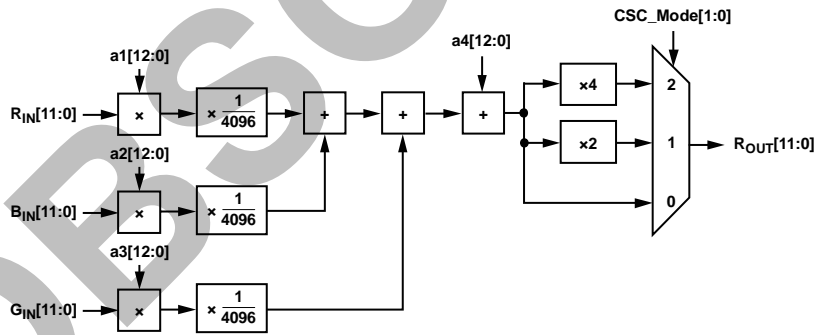 CSC_Mode[1:0]
a1[12:0]
a4[12:0]
R_IN[11:0]
×
× 1/4096
+
+
+
×4
2
a2[12:0]
×2
1
R_OUT[11:0]
B_IN[11:0]
×
× 1/4096
0
a3[12:0]
G_IN[11:0]
×
× 1/4096
OBSO